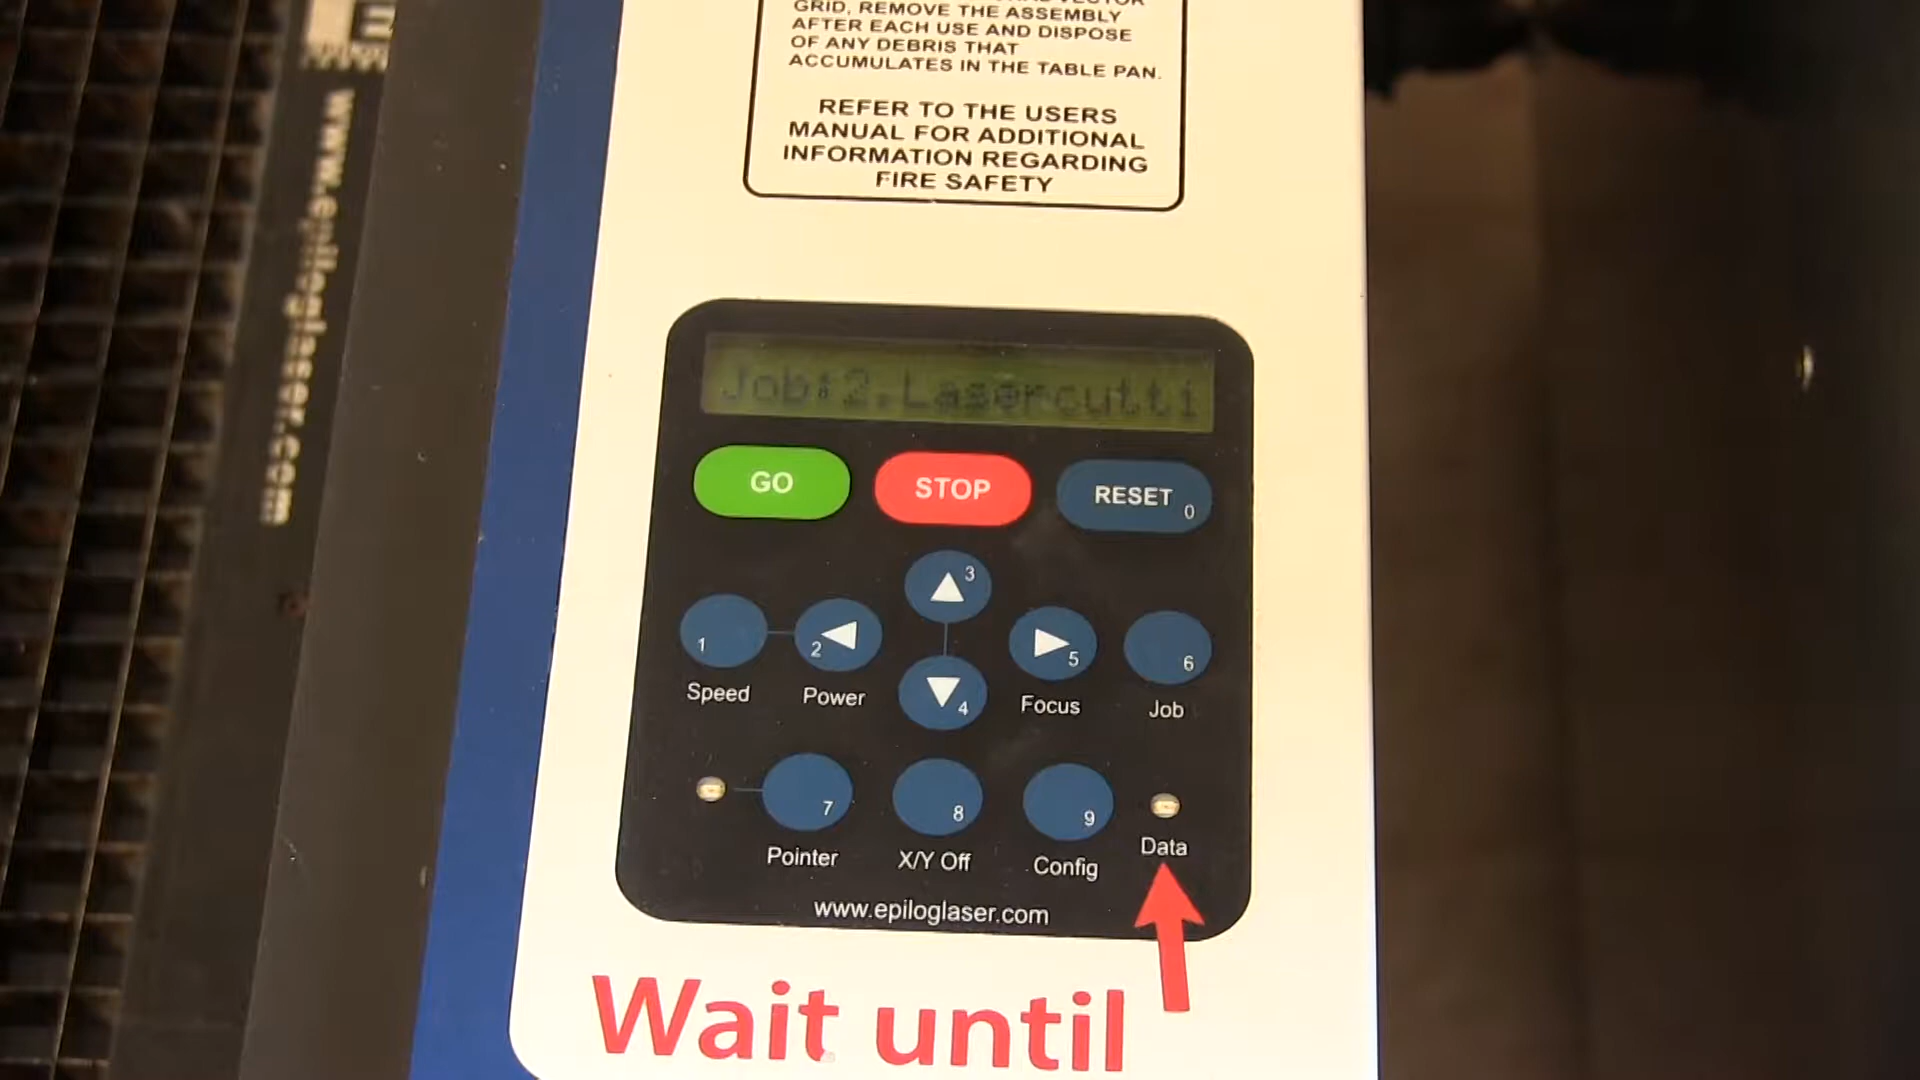 GRID, REMOVE THE ASSEMBLY
AFTER EACH USE AND DISPOSE
OF ANY DEBRIS THAT
ACCUMULATES IN THE TABLE PAN.
REFER TO THE USERS
MANUAL FOR ADDITIONAL
INFORMATION REGARDING
FIRE SAFETY
www.epiloglaser.com
Job:2.Lasercutti
GO
STOP
RESET 0
3
1
2
5
6
4
Speed
Power
Focus
Job
7
8
9
Pointer
X/Y Off
Config
Data
www.epiloglaser.com
Wait until